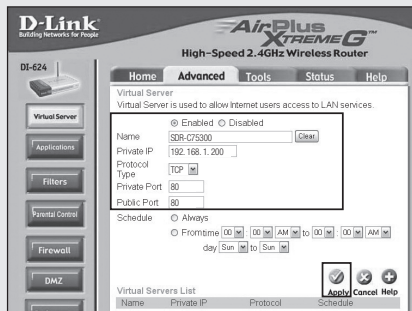 D-Link
Building Networks for People
AirPlus
XTREME G™
High-Speed 2.4GHz Wireless Router
DI-624
Home Advanced Tools Status Help
Virtual Server
Virtual Server is used to allow Internet users access to LAN services.
Enabled Disabled
Name SDR-C75300 Clear
Private IP 192.168.1.200
Protocol
Type TCP
Private Port 80
Public Port 80
Schedule Always
Fromtime 00 : 00 AM to 00 : 00 AM
day Sun to Sun
Apply Cancel Help
Virtual Servers List
Name Private IP Protocol Schedule
Virtual Server
Applications
Filters
Parental Control
Firewall
DMZ